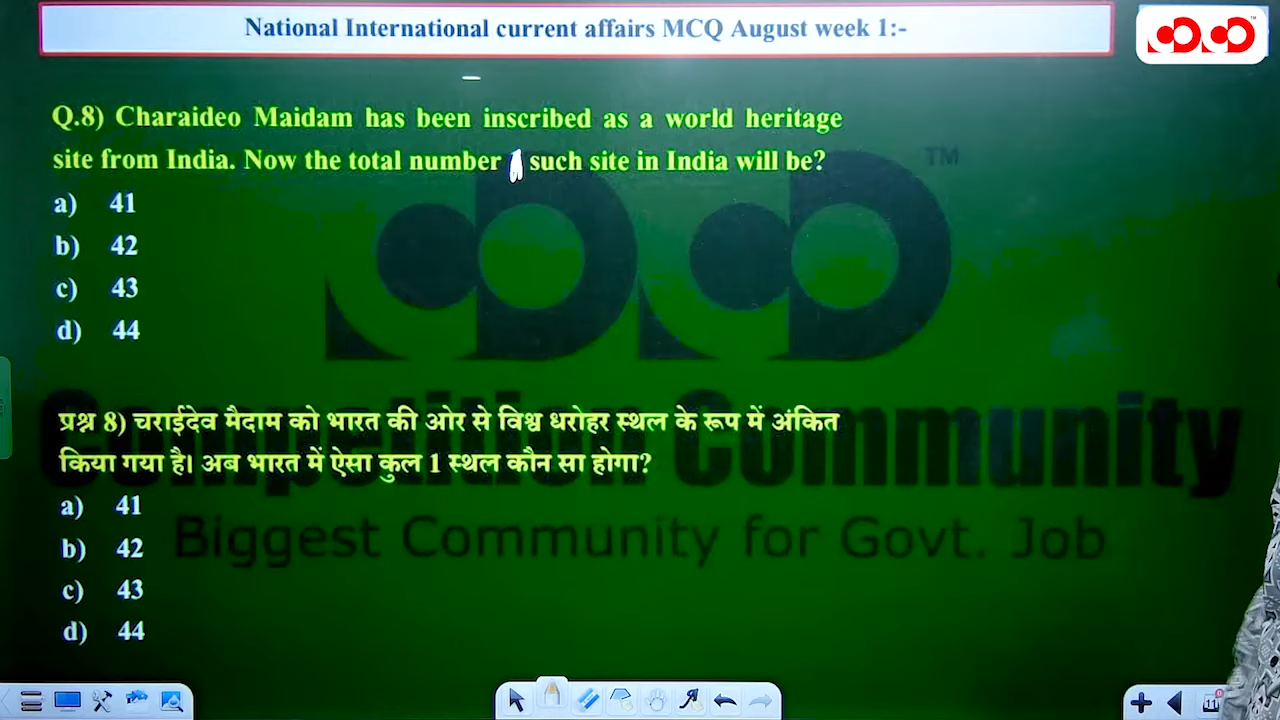 National International current affairs MCQ August week 1:-
TM
Q.8) Charaideo Maidam has been inscribed as a world heritage
site from India. Now the total number such site in India will be?
TM
a) 41
b) 42
c) 43
d) 44
प्रश्न 8) चराईदेव मैदाम को भारत की ओर से विश्व धरोहर स्थल के रूप में अंकित
किया गया है। अब भारत में ऐसा कुल 1 स्थल कौन सा होगा?
Competition Community
a) 41
Biggest Community for Govt. Job
b) 42
c) 43
d) 44